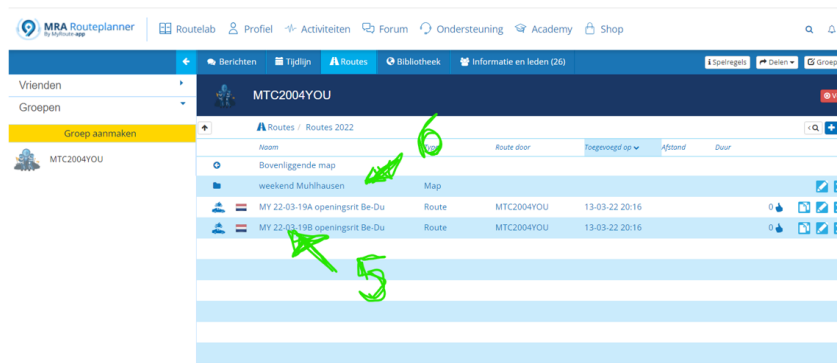 MRA Routeplanner
By MyRoute-app
Routelab Profiel Activiteiten Forum Ondersteuning Academy Shop
Berichten Tijdlijn Routes Bibliotheek Informatie en leden (26) Spelregels Delen Groep
Vrienden
Groepen
Groep aanmaken
MTC2004YOU
MTC2004YOU
Routes / Routes 2022
Naam Type Route door Toegevoegd op Afstand Duur
Bovenliggende map
weekend Muhlhausen Map
MY 22-03-19A openingsrit Be-Du Route MTC2004YOU 13-03-22 20:16 0
MY 22-03-19B openingsrit Be-Du Route MTC2004YOU 13-03-22 20:16 0
6
5